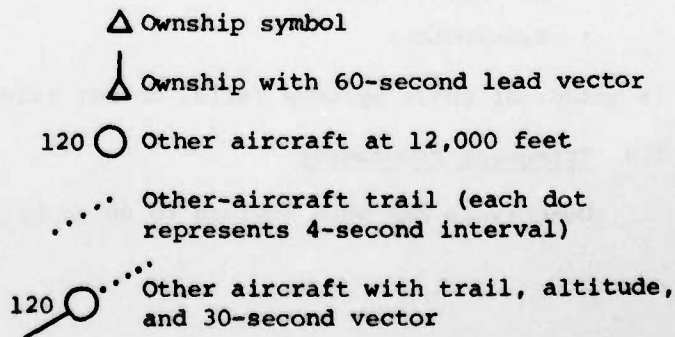 Ownship symbol
Ownship with 60-second lead vector
120 Other aircraft at 12,000 feet
Other-aircraft trail (each dot
represents 4-second interval)
120 Other aircraft with trail, altitude,
and 30-second vector